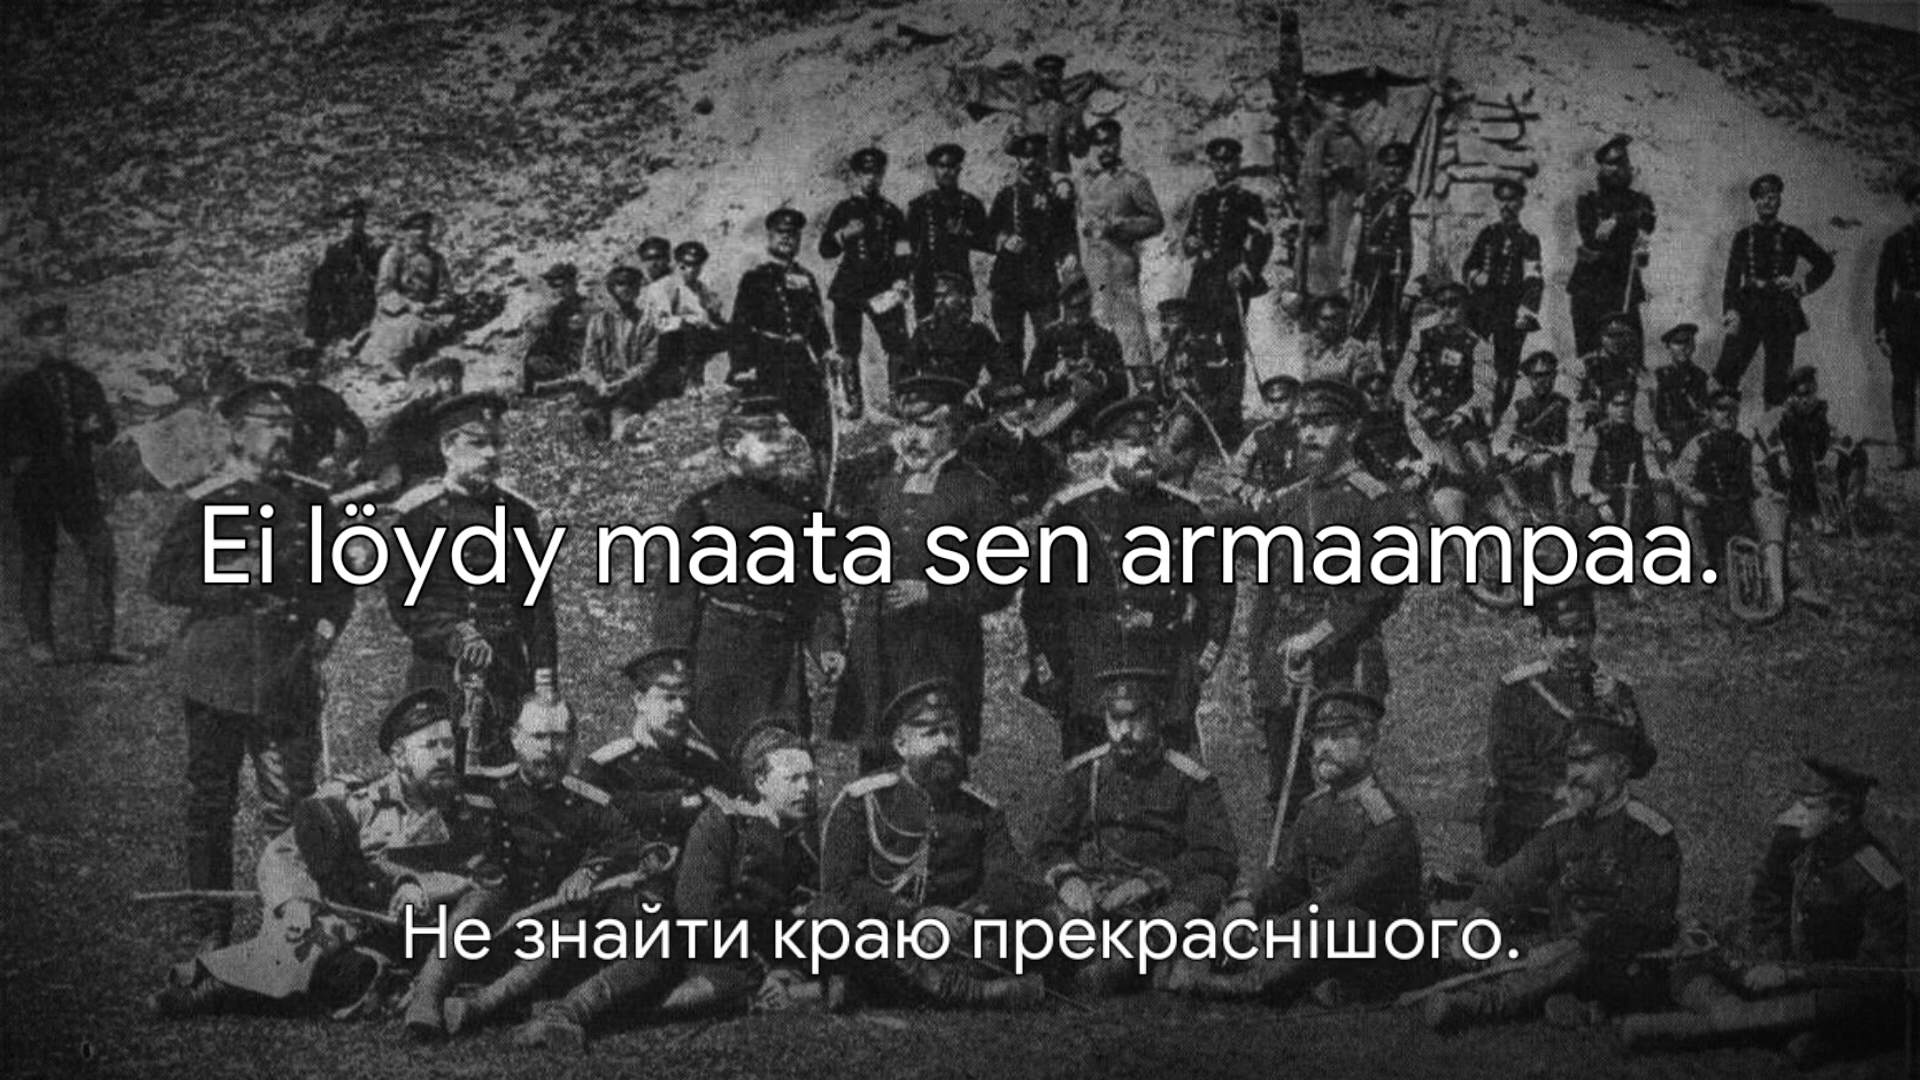 Ei löydy maata sen armaampaa.
Не знайти краю прекраснішого.